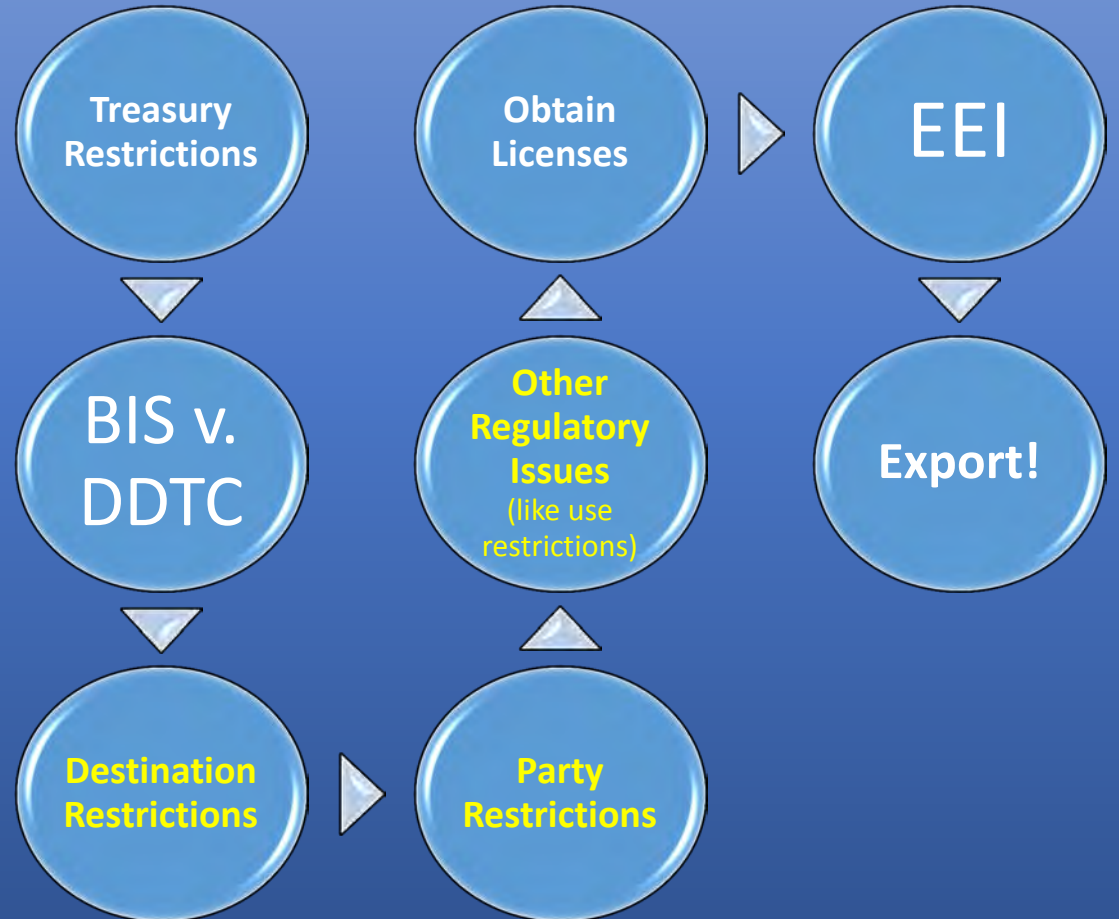 Treasury
Restrictions
BIS v.
DDTC
Destination
Restrictions
Party
Restrictions
Other
Regulatory
Issues
(like use
restrictions)
Obtain
Licenses
EEI
Export!